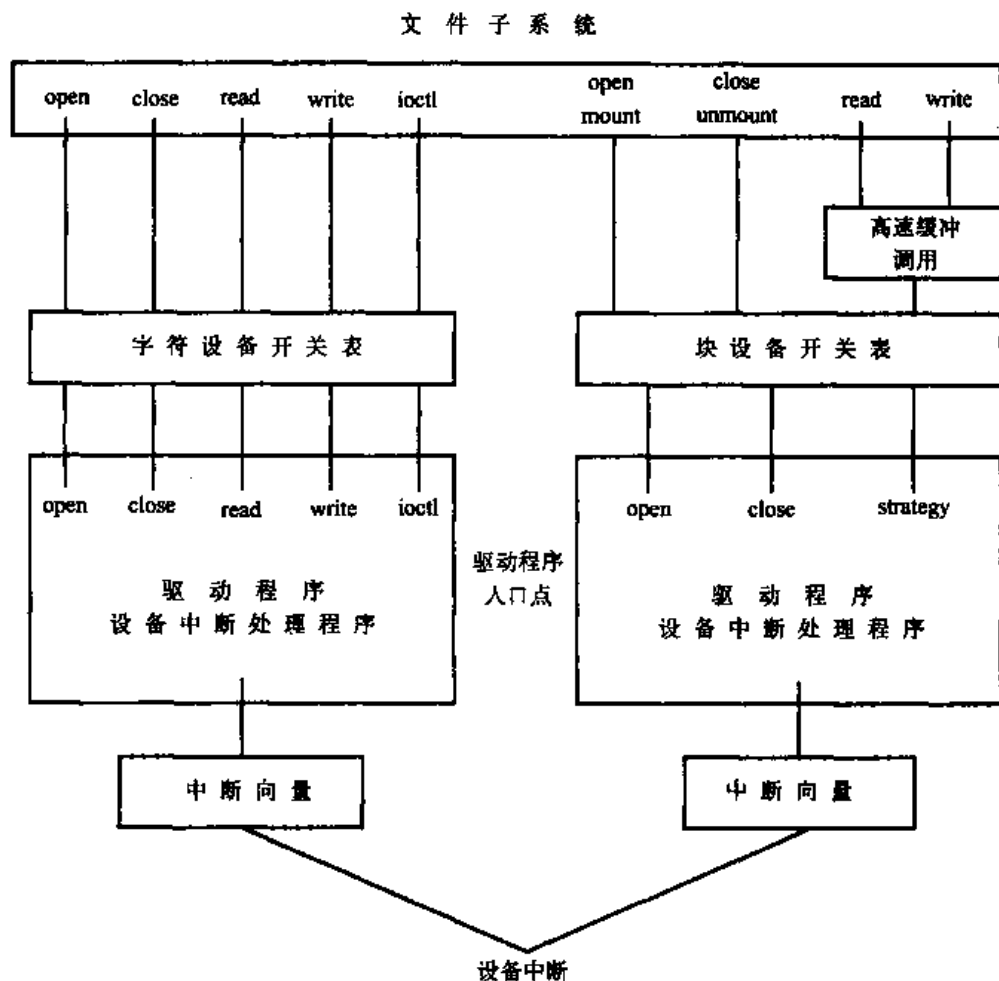 文件子系统
open close
open close read write ioctl mount unmount read write
高速缓冲
调用
字符设备开关表 块设备开关表
open close read write ioctl open close strategy
驱动程序
入口点
驱动程序 驱动程序
设备中断处理程序 设备中断处理程序
中断向量 中断向量
设备中断